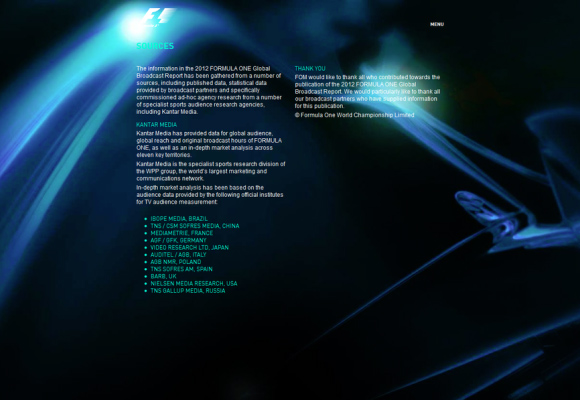 F1
MENU
SOURCES
The information in the 2012 FORMULA ONE Global
Broadcast Report has been gathered from a number of
sources, including published data, statistical data
provided by broadcast partners and specifically
commissioned ad-hoc agency research from a number
of specialist sports audience research agencies,
including Kantar Media.
KANTAR MEDIA
Kantar Media has provided data for global audience,
global reach and original broadcast hours of FORMULA
ONE, as well as an in-depth market analysis across
eleven key territories.
Kantar Media is the specialist sports research division of
the WPP group, the world's largest marketing and
communications network.
In-depth market analysis has been based on the
audience data provided by the following official institutes
for TV audience measurement:
IBOPE MEDIA, BRAZIL
TNS / CSM SOFRES MEDIA, CHINA
MEDIAMETRIE, FRANCE
AGF / GFK, GERMANY
VIDEO RESEARCH LTD, JAPAN
AUDITEL / AGB, ITALY
AGB NMR, POLAND
TNS SOFRES AM, SPAIN
BARB, UK
NIELSEN MEDIA RESEARCH, USA
TNS GALLUP MEDIA, RUSSIA
THANK YOU
FOM would like to thank all who contributed towards the
publication of the 2012 FORMULA ONE Global
Broadcast Report. We would particularly like to thank all
our broadcast partners who have supplied information
for this publication.
© Formula One World Championship Limited